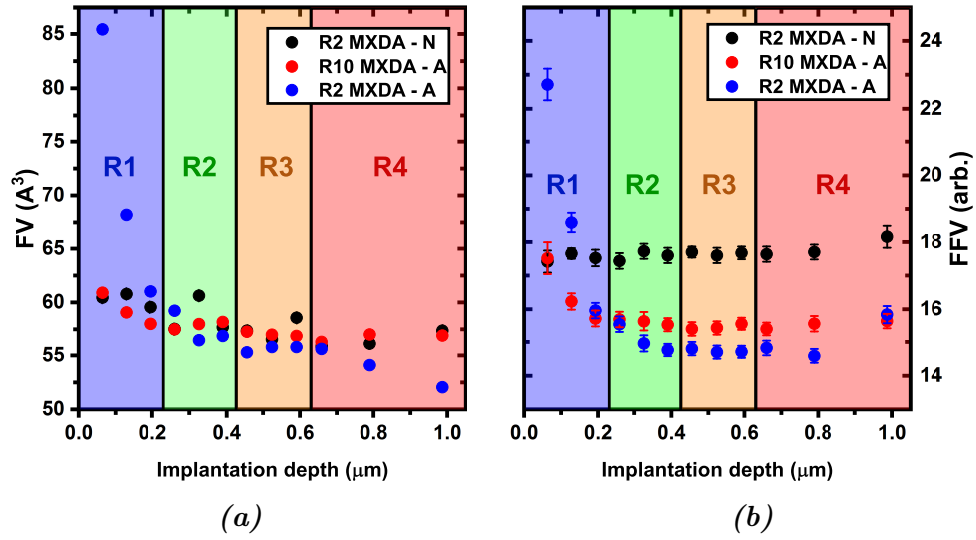 85
80
75
70
65
60
55
50
FV (A³)
R2 MXDA - N
R10 MXDA - A
R2 MXDA - A
R1
R2
R3
R4
0.0
0.2
0.4
0.6
0.8
1.0
Implantation depth (μm)
(a)
R2 MXDA - N
R10 MXDA - A
R2 MXDA - A
R1
R2
R3
R4
24
22
20
18
16
14
FFV (arb.)
0.0
0.2
0.4
0.6
0.8
1.0
Implantation depth (μm)
(b)